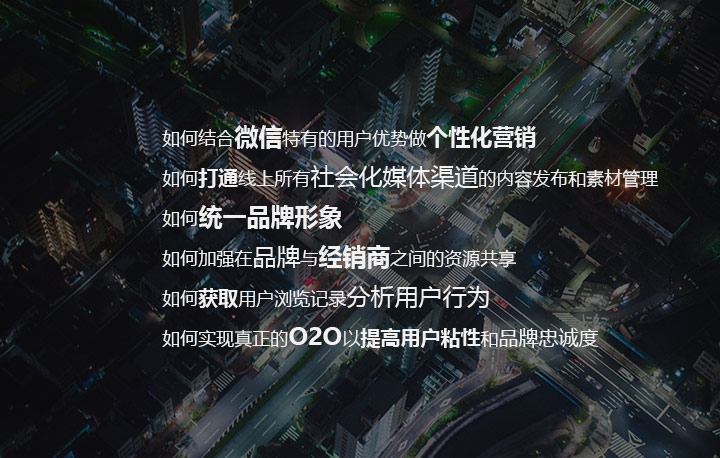 如何结合微信特有的用户优势做个性化营销
如何打通线上所有社会化媒体渠道的内容发布和素材管理
如何统一品牌形象
如何加强在品牌与经销商之间的资源共享
如何获取用户浏览记录分析用户行为
如何实现真正的O2O以提高用户粘性和品牌忠诚度